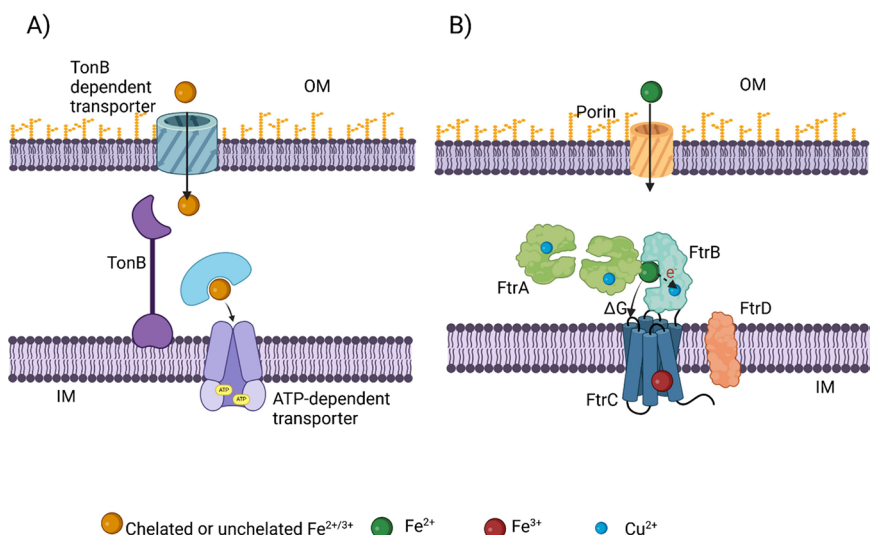 A)
TonB
dependent
transporter
OM
TonB
ATP
ATP
IM
ATP-dependent
transporter
B)
OM
Porin
FtrB
e-
FtrA
ΔG
FtrD
FtrC
IM
Chelated or unchelated Fe²⁺/³⁺
Fe²⁺
Fe³⁺
Cu²⁺